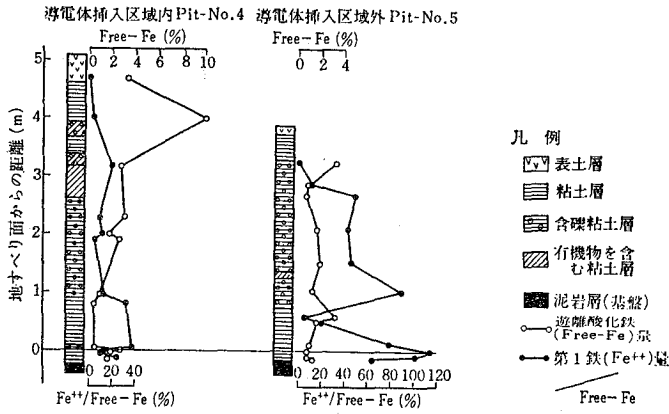 導電体挿入区域内 Pit-No.4
導電体挿入区域外 Pit-No.5
Free-Fe (%)
0 2 4 6 8 10
Free-Fe (%)
0 2 4
地すべり面からの距離 (m)
5
4
3
2
1
0
0 20 40
Fe⁺⁺/Free-Fe (%)
0 20 40 60 80 100 120
Fe⁺⁺/Free-Fe (%)
凡 例
表土層
粘土層
含礫粘土層
有機物を含
む粘土層
泥岩層(基盤)
遊離酸化鉄
(Free-Fe)量
第1鉄(Fe⁺⁺)量
Free-Fe